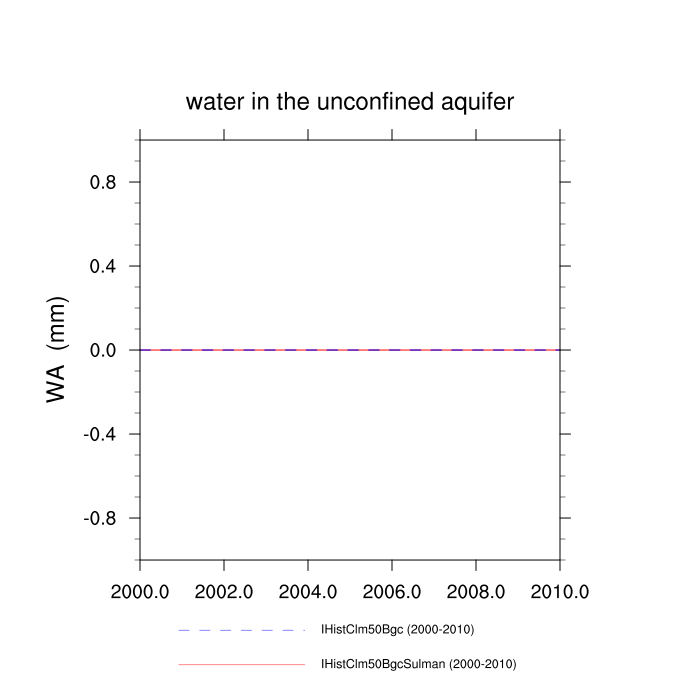 water in the unconfined aquifer
WA (mm)
0.8
0.4
0.0
-0.4
-0.8
2000.0 2002.0 2004.0 2006.0 2008.0 2010.0
IHistClm50Bgc (2000-2010)
IHistClm50BgcSulman (2000-2010)